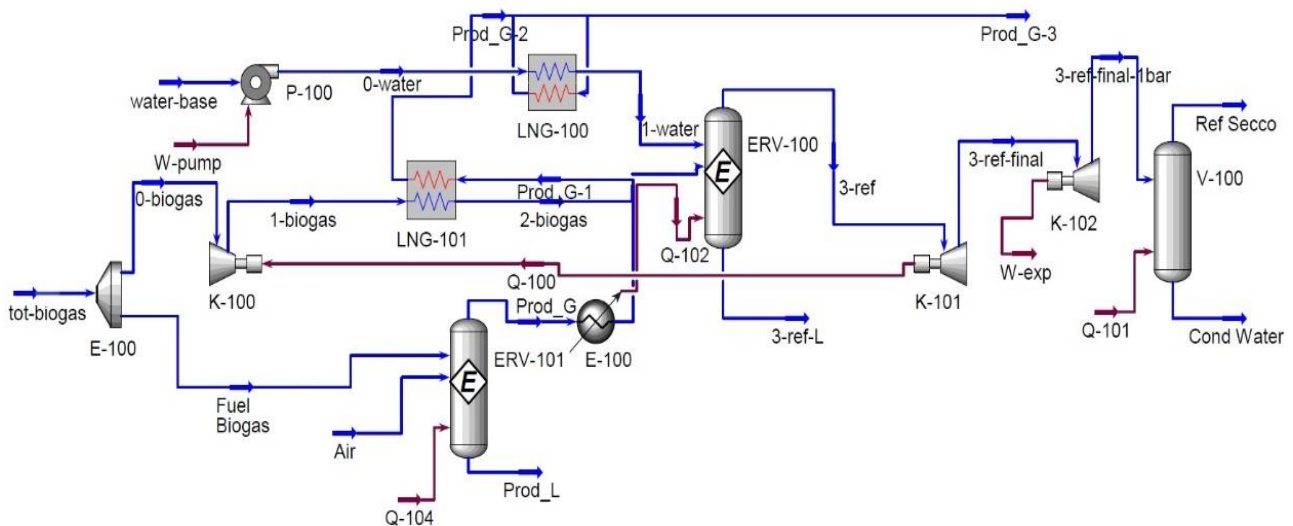 Prod_G-2
Prod_G-3
3-ref-final-1bar
water-base
P-100
0-water
LNG-100
1-water
ERV-100
Ref Secco
W-pump
0-biogas
1-biogas
Prod_G-1
2-biogas
E
3-ref
3-ref-final
K-102
V-100
LNG-101
Q-102
W-exp
tot-biogas
K-100
Q-100
K-101
Q-101
E-100
Prod_G
ERV-101
E-100
3-ref-L
Cond Water
Fuel
Biogas
E
Air
Prod_L
Q-104